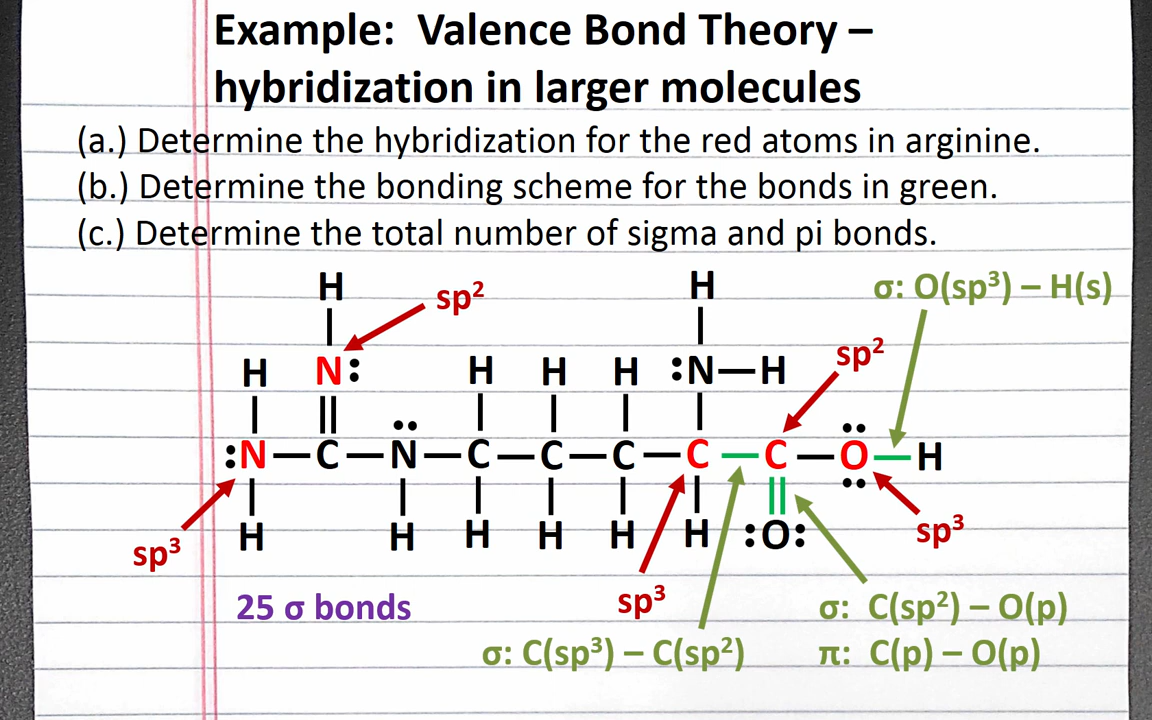 Example: Valence Bond Theory –
hybridization in larger molecules
(a.) Determine the hybridization for the red atoms in arginine.
(b.) Determine the bonding scheme for the bonds in green.
(c.) Determine the total number of sigma and pi bonds.
H H σ: O(sp³) – H(s)
sp²
sp²
H N: H H H :N—H
:N—C—N̈—C—C—C—C—C—Ö̤—H
H H H H H H :O:
sp³ sp³
sp³
25 σ bonds σ: C(sp²) – O(p)
σ: C(sp³) – C(sp²) π: C(p) – O(p)